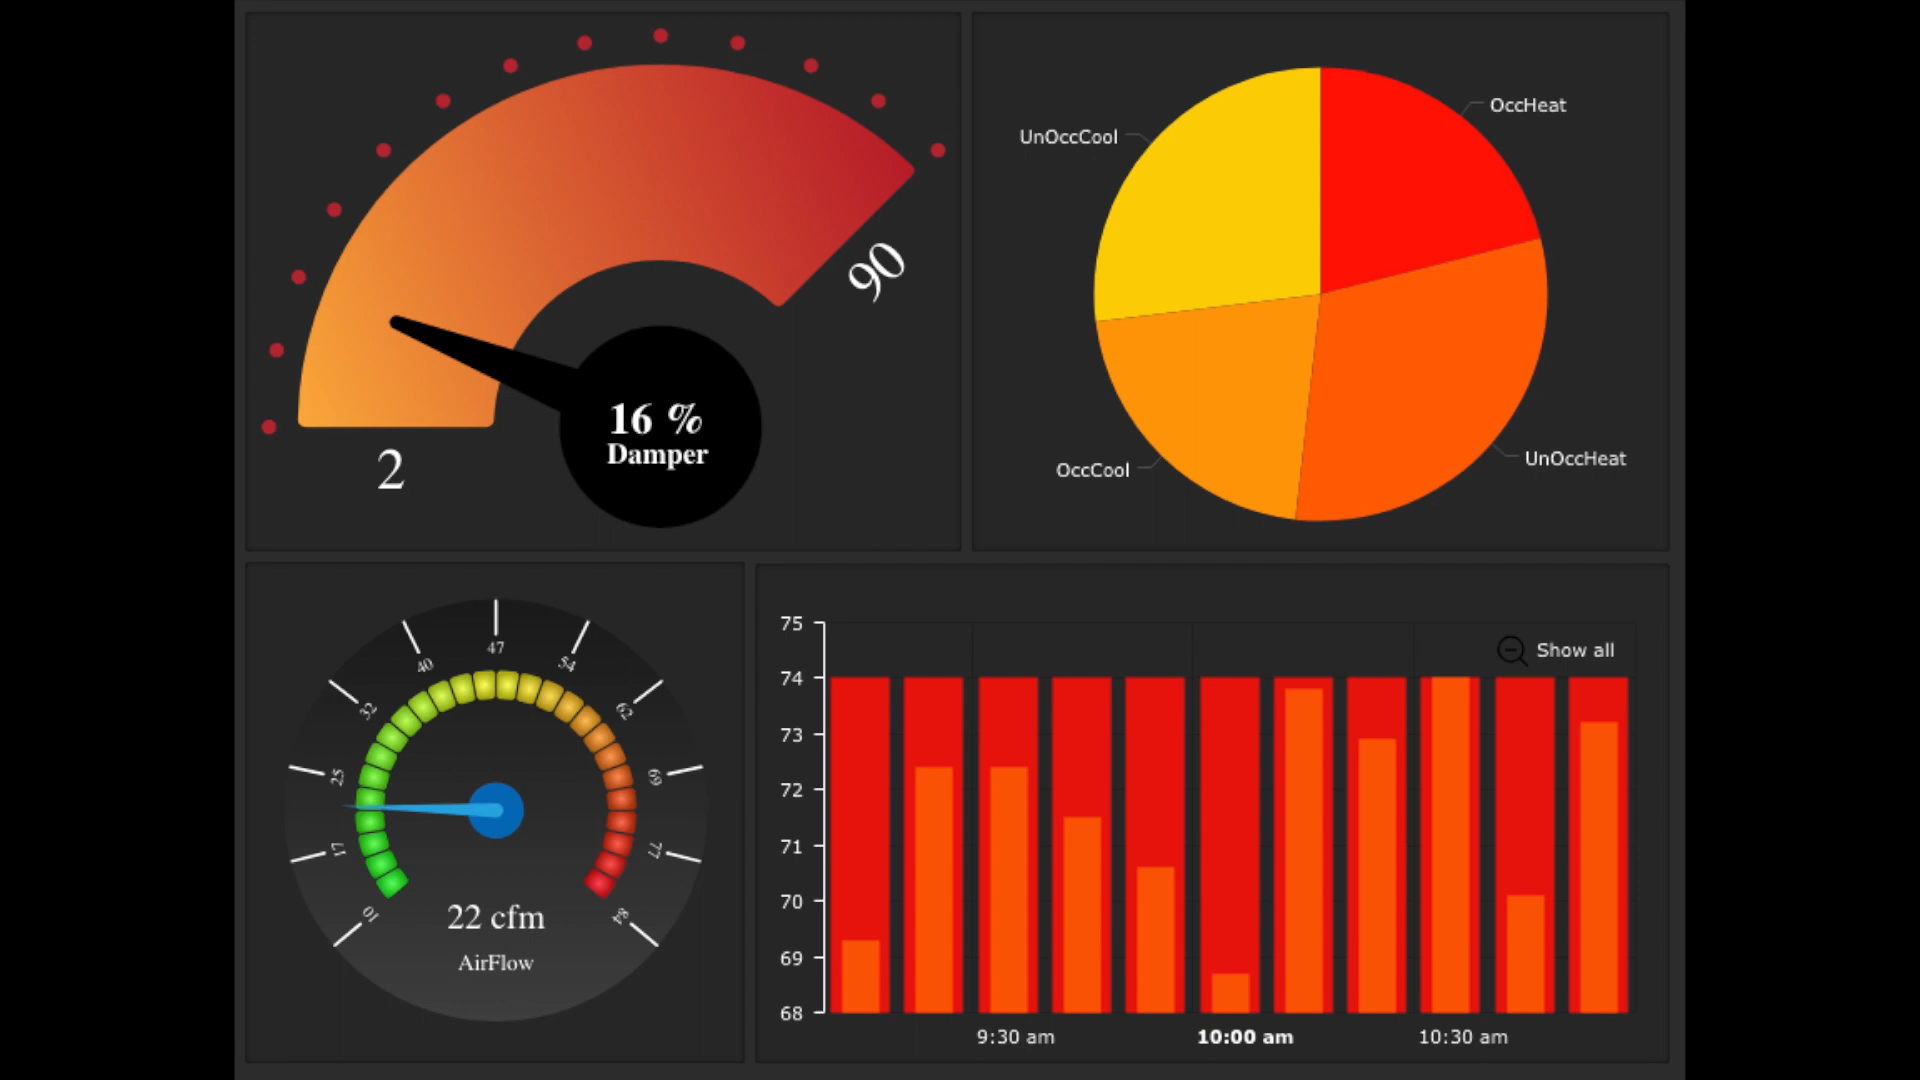 90
2
16 %
Damper
OccHeat
UnOccCool
OccCool
UnOccHeat
10
17
25
32
40
47
54
62
69
77
84
22 cfm
AirFlow
75
74
73
72
71
70
69
68
Show all
9:30 am
10:00 am
10:30 am